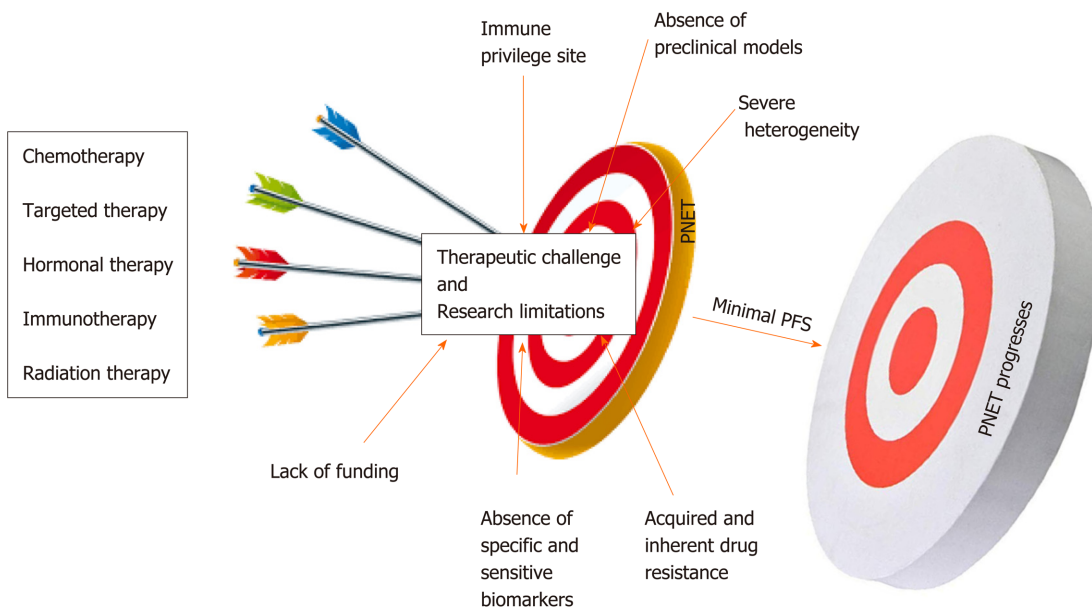 Chemotherapy
Targeted therapy
Hormonal therapy
Immunotherapy
Radiation therapy
Immune
privilege site
Absence of
preclinical models
Severe
heterogeneity
PNET
Therapeutic challenge
and
Research limitations
Minimal PFS
PNET progresses
Lack of funding
Absence of
specific and
sensitive
biomarkers
Acquired and
inherent drug
resistance